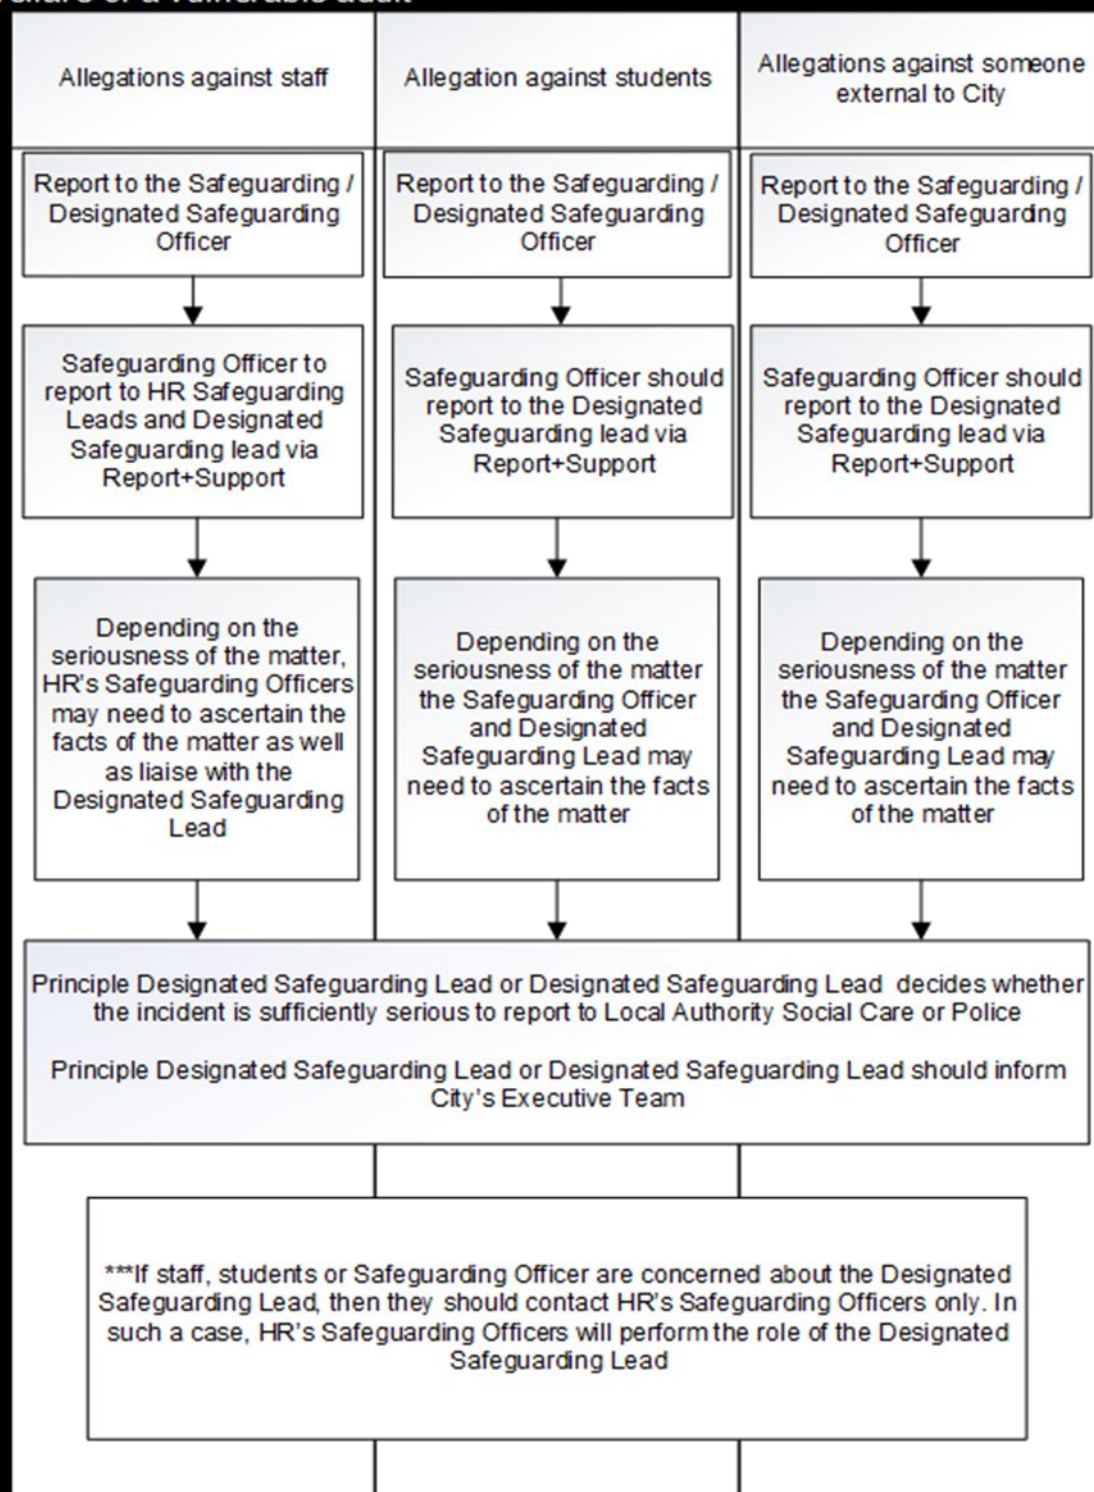 Allegations against staff
Allegation against students
Allegations against someone
external to City
Report to the Safeguarding /
Designated Safeguarding
Officer
Report to the Safeguarding /
Designated Safeguarding
Officer
Report to the Safeguarding /
Designated Safeguarding
Officer
Safeguarding Officer to
report to HR Safeguarding
Leads and Designated
Safeguarding lead via
Report+Support
Safeguarding Officer should
report to the Designated
Safeguarding lead via
Report+Support
Safeguarding Officer should
report to the Designated
Safeguarding lead via
Report+Support
Depending on the
seriousness of the matter,
HR's Safeguarding Officers
may need to ascertain the
facts of the matter as well
as liaise with the
Designated Safeguarding
Lead
Depending on the
seriousness of the matter
the Safeguarding Officer
and Designated
Safeguarding Lead may
need to ascertain the facts
of the matter
Depending on the
seriousness of the matter
the Safeguarding Officer
and Designated
Safeguarding Lead may
need to ascertain the facts
of the matter
Principle Designated Safeguarding Lead or Designated Safeguarding Lead decides whether
the incident is sufficiently serious to report to Local Authority Social Care or Police
Principle Designated Safeguarding Lead or Designated Safeguarding Lead should inform
City's Executive Team
***If staff, students or Safeguarding Officer are concerned about the Designated
Safeguarding Lead, then they should contact HR's Safeguarding Officers only. In
such a case, HR's Safeguarding Officers will perform the role of the Designated
Safeguarding Lead